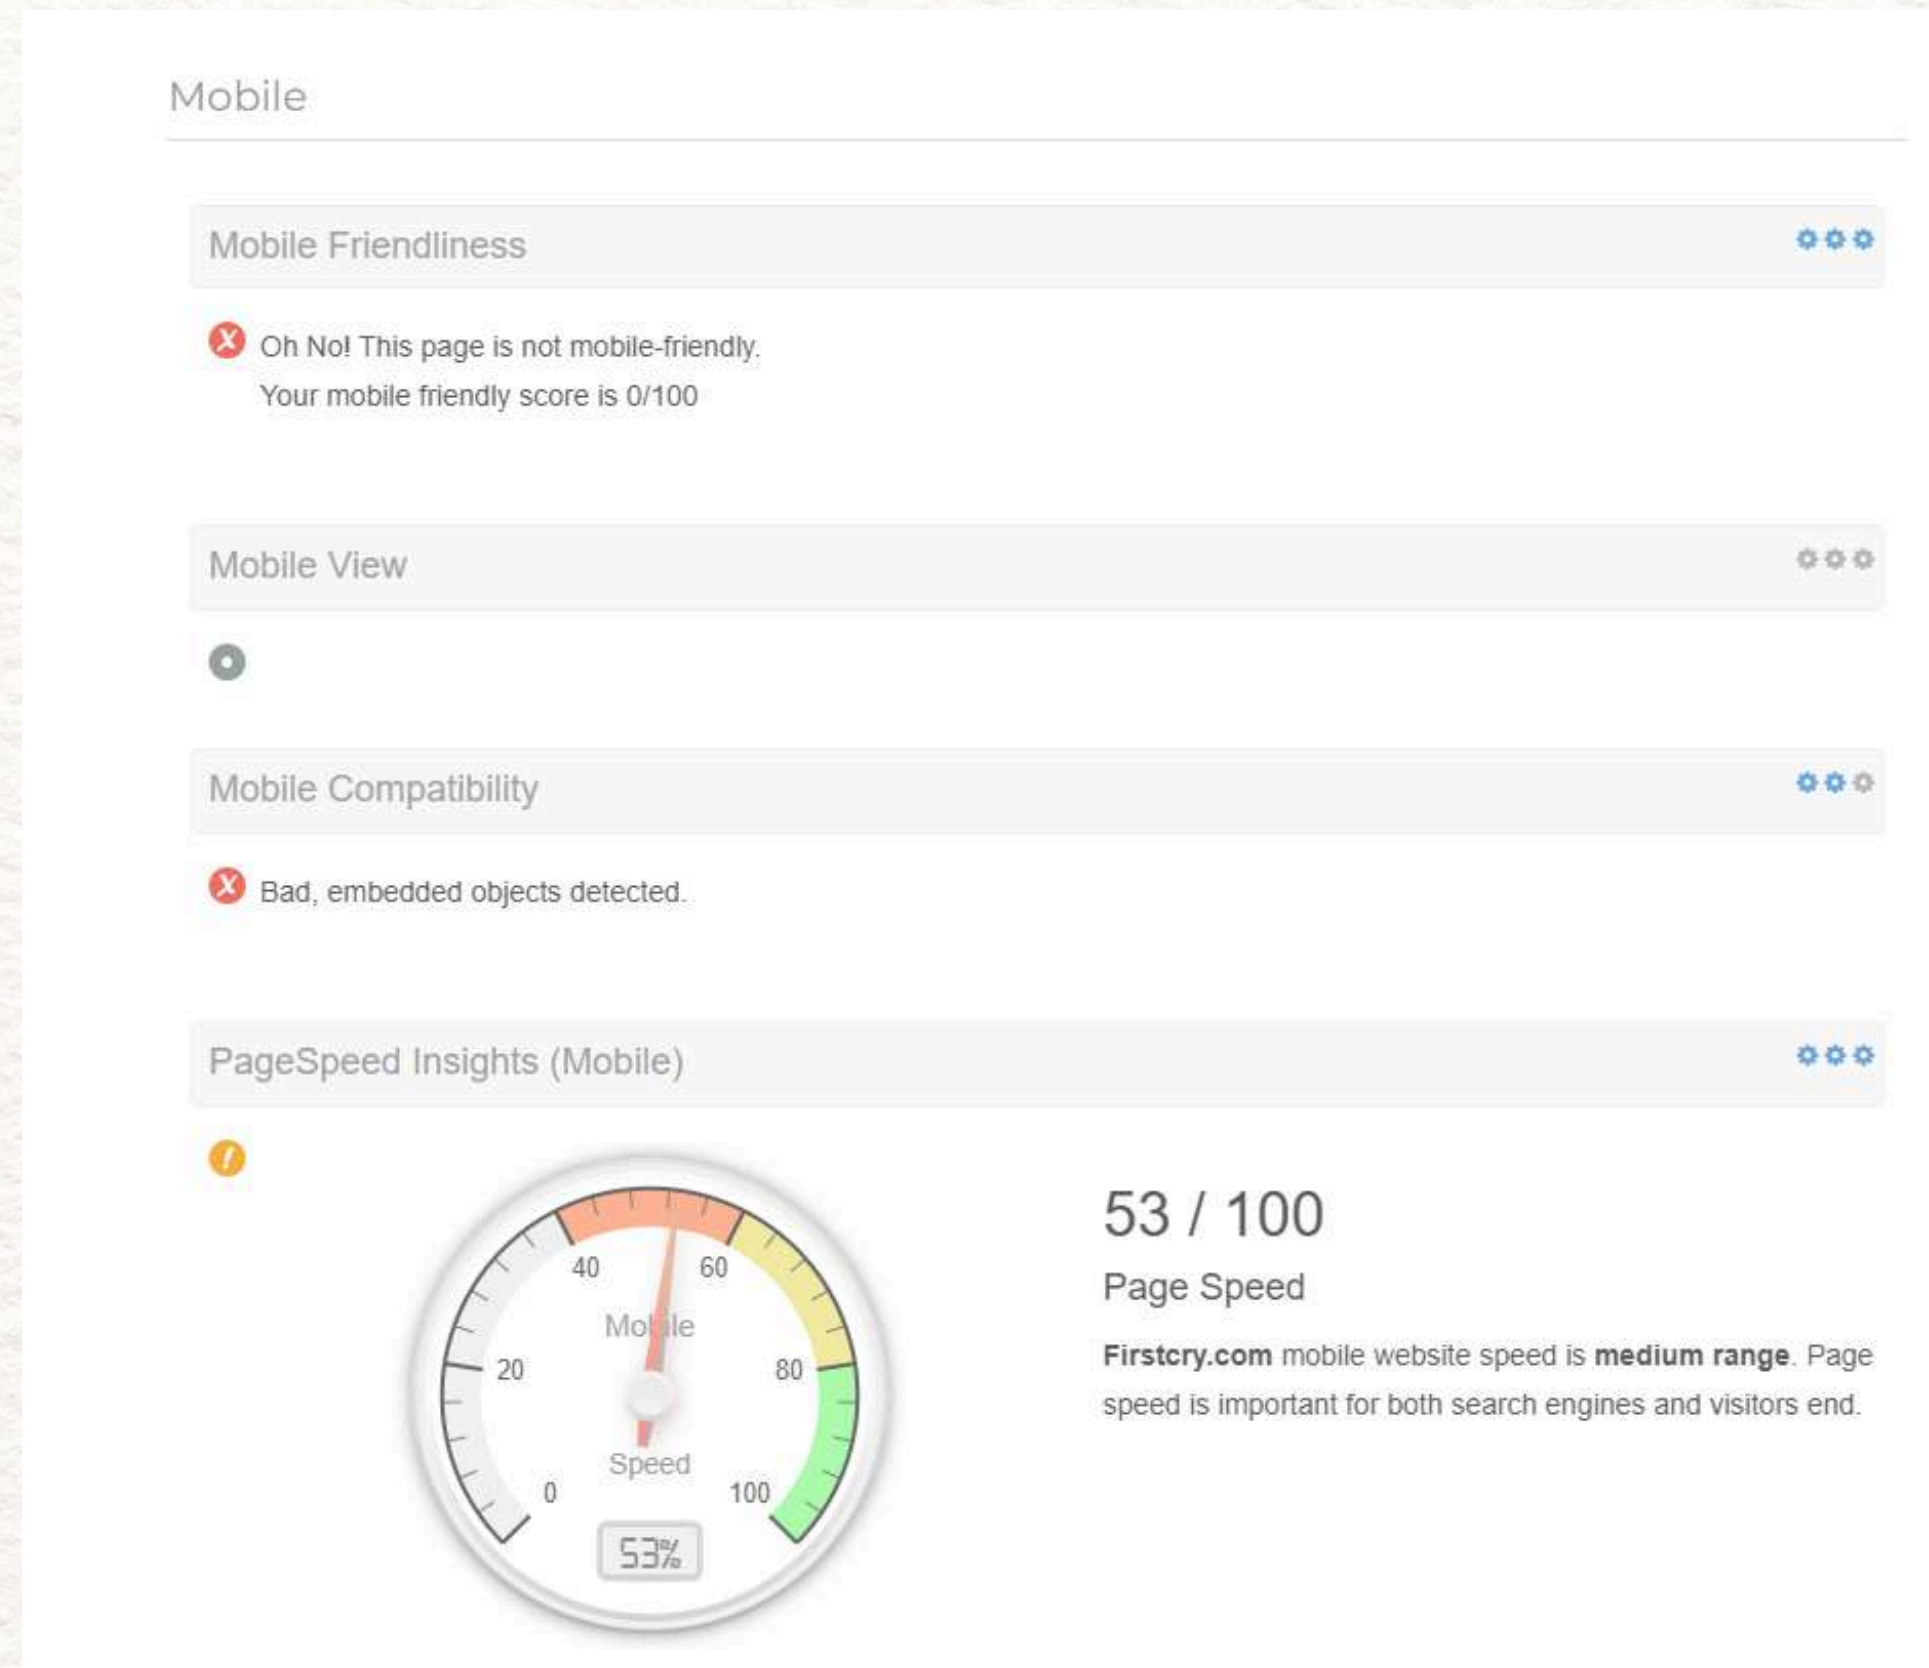 Mobile
Mobile Friendliness
Oh No! This page is not mobile-friendly.
Your mobile friendly score is 0/100
Mobile View
Mobile Compatibility
Bad, embedded objects detected.
PageSpeed Insights (Mobile)
0
20
40
60
80
100
Mobile
Speed
53%
53 / 100
Page Speed
Firstcry.com mobile website speed is medium range. Page
speed is important for both search engines and visitors end.